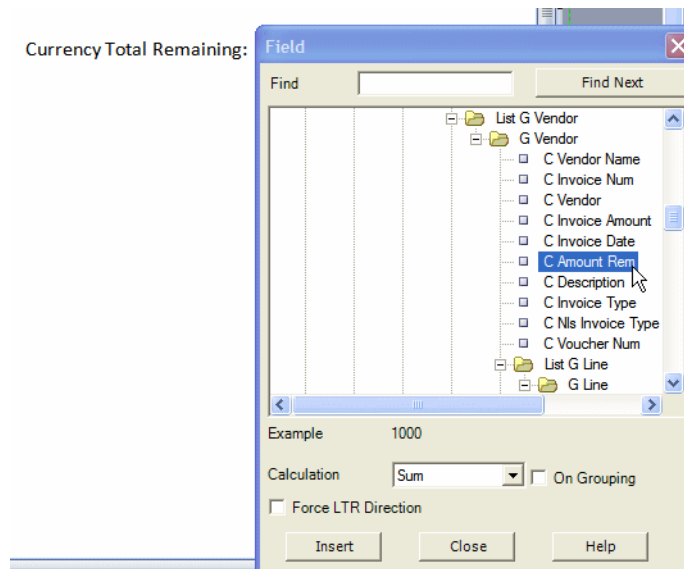 Currency Total Remaining:
Field
Find
Find Next
List G Vendor
G Vendor
C Vendor Name
C Invoice Num
C Vendor
C Invoice Amount
C Invoice Date
C Amount Rem
C Description
C Invoice Type
C Nls Invoice Type
C Voucher Num
List G Line
G Line
Example 1000
Calculation Sum On Grouping
Force LTR Direction
Insert Close Help